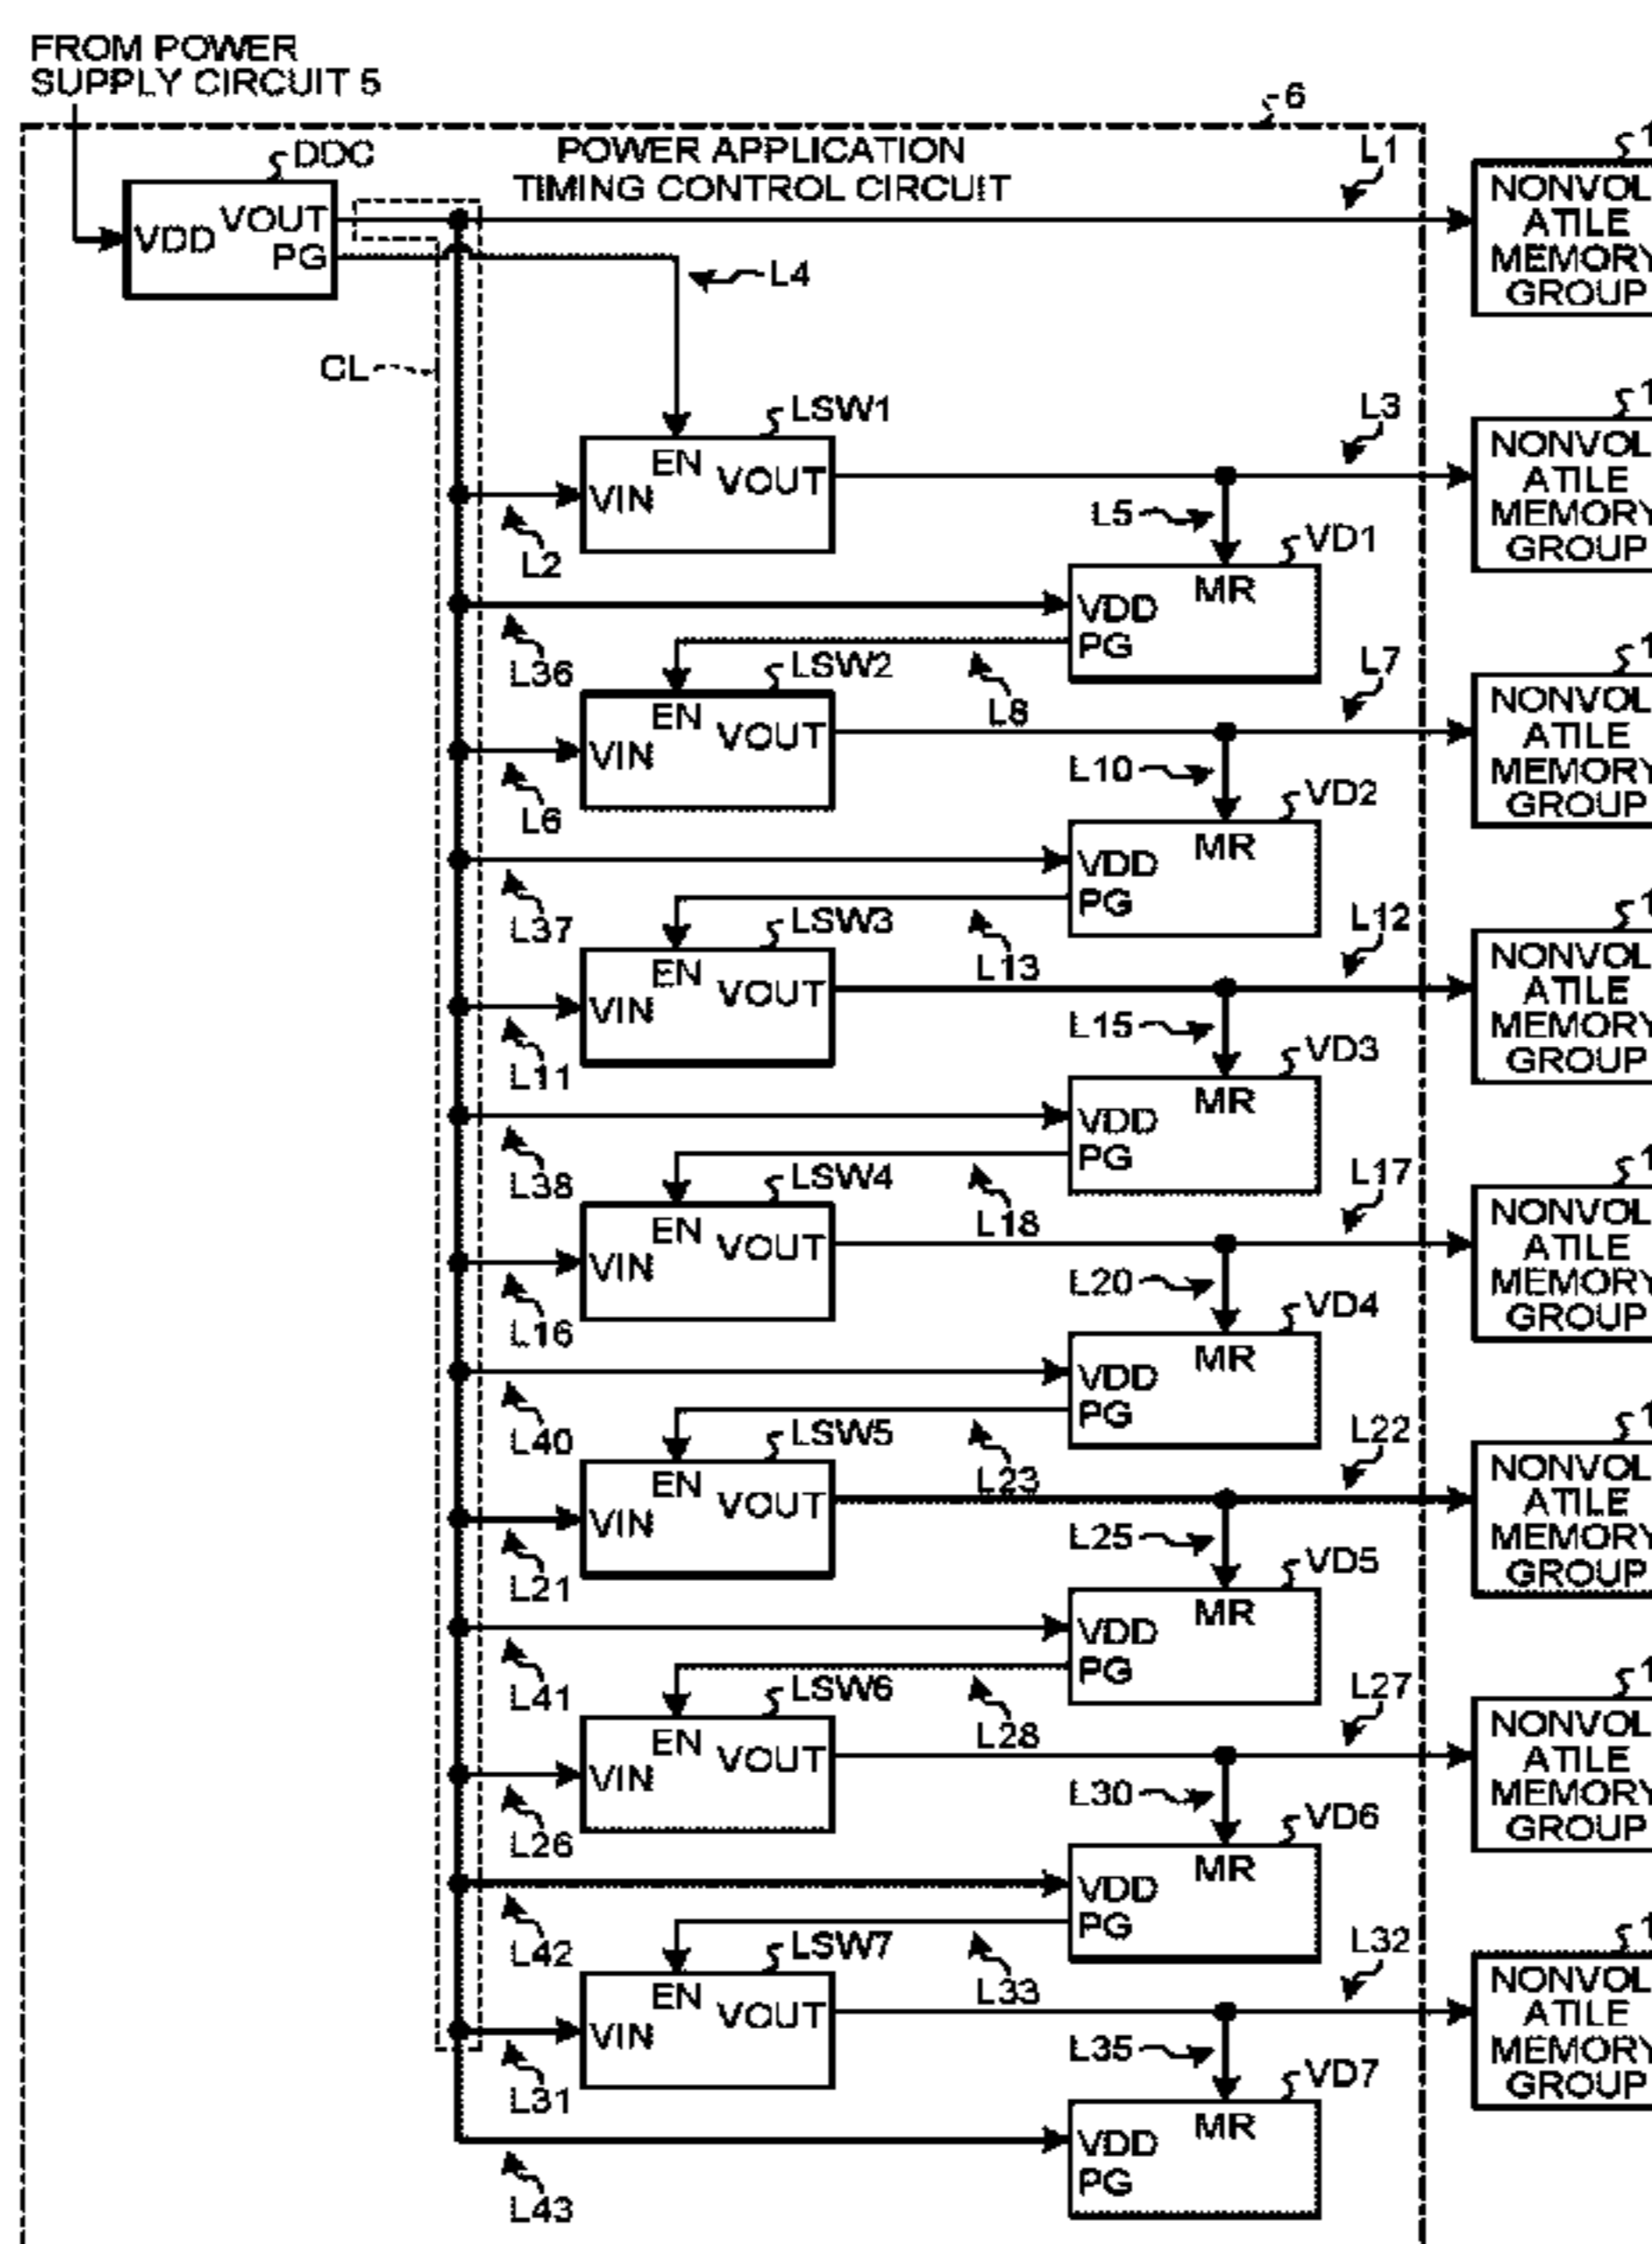 FROM POWER
SUPPLY CIRCUIT 5
6
POWER APPLICATION
TIMING CONTROL CIRCUIT
DDC
VDD
VOUT
PG
L1
NONVOL
ATILE
MEMORY
GROUP
L4
CL
LSW1
EN
VOUT
VIN
L2
L3
L5
VD1
MR
VDD
PG
NONVOL
ATILE
MEMORY
GROUP
L36
L8
LSW2
EN
VOUT
VIN
L6
L7
L10
VD2
MR
VDD
PG
NONVOL
ATILE
MEMORY
GROUP
L37
L13
LSW3
EN
VOUT
VIN
L11
L12
L15
VD3
MR
VDD
PG
NONVOL
ATILE
MEMORY
GROUP
L38
L18
LSW4
EN
VOUT
VIN
L16
L17
L20
VD4
MR
VDD
PG
NONVOL
ATILE
MEMORY
GROUP
L40
L23
LSW5
EN
VOUT
VIN
L21
L22
L25
VD5
MR
VDD
PG
NONVOL
ATILE
MEMORY
GROUP
L41
L28
LSW6
EN
VOUT
VIN
L26
L27
L30
VD6
MR
VDD
PG
NONVOL
ATILE
MEMORY
GROUP
L42
L33
LSW7
EN
VOUT
VIN
L31
L32
L35
VD7
MR
VDD
PG
NONVOL
ATILE
MEMORY
GROUP
L43